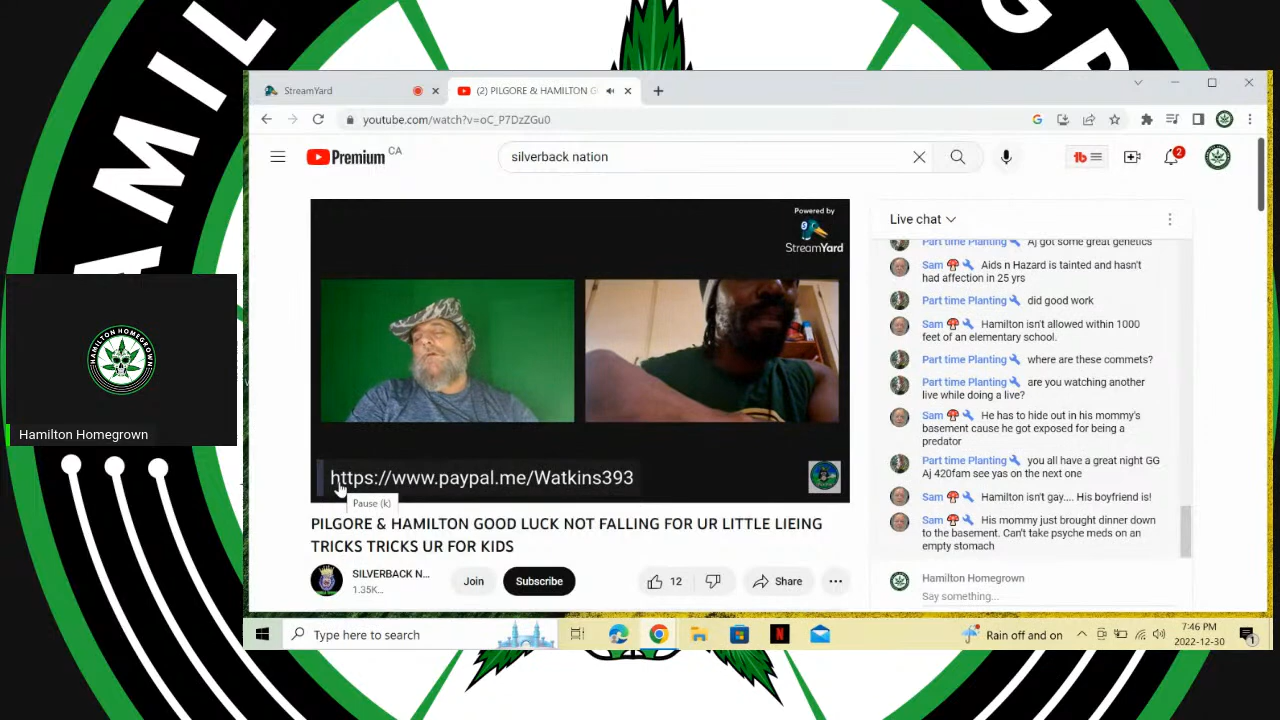 AMIL
GR
HAMILTON HOMEGROWN
Hamilton Homegrown
StreamYard
(2) PILGORE & HAMILTON G
youtube.com/watch?v=oC_P7DzZGu0
Premium CA
silverback nation
2
Powered by
StreamYard
https://www.paypal.me/Watkins393
Pause (k)
PILGORE & HAMILTON GOOD LUCK NOT FALLING FOR UR LITTLE LIEING
TRICKS TRICKS UR FOR KIDS
SILVERBACK N...
1.35K...
Join
Subscribe
12
Share
Live chat
Part time Planting Aj got some great genetics
Sam Aids n Hazard is tainted and hasn't
had affection in 25 yrs
Part time Planting did good work
Sam Hamilton isn't allowed within 1000
feet of an elementary school.
Part time Planting where are these commets?
Part time Planting are you watching another
live while doing a live?
Sam He has to hide out in his mommy's
basement cause he got exposed for being a
predator
Part time Planting you all have a great night GG
Aj 420fam see yas on the next one
Sam Hamilton isn't gay.... His boyfriend is!
Sam His mommy just brought dinner down
to the basement. Can't take psyche meds on an
empty stomach
Hamilton Homegrown
Say something...
Type here to search
N
Rain off and on
7:46 PM
2022-12-30
1